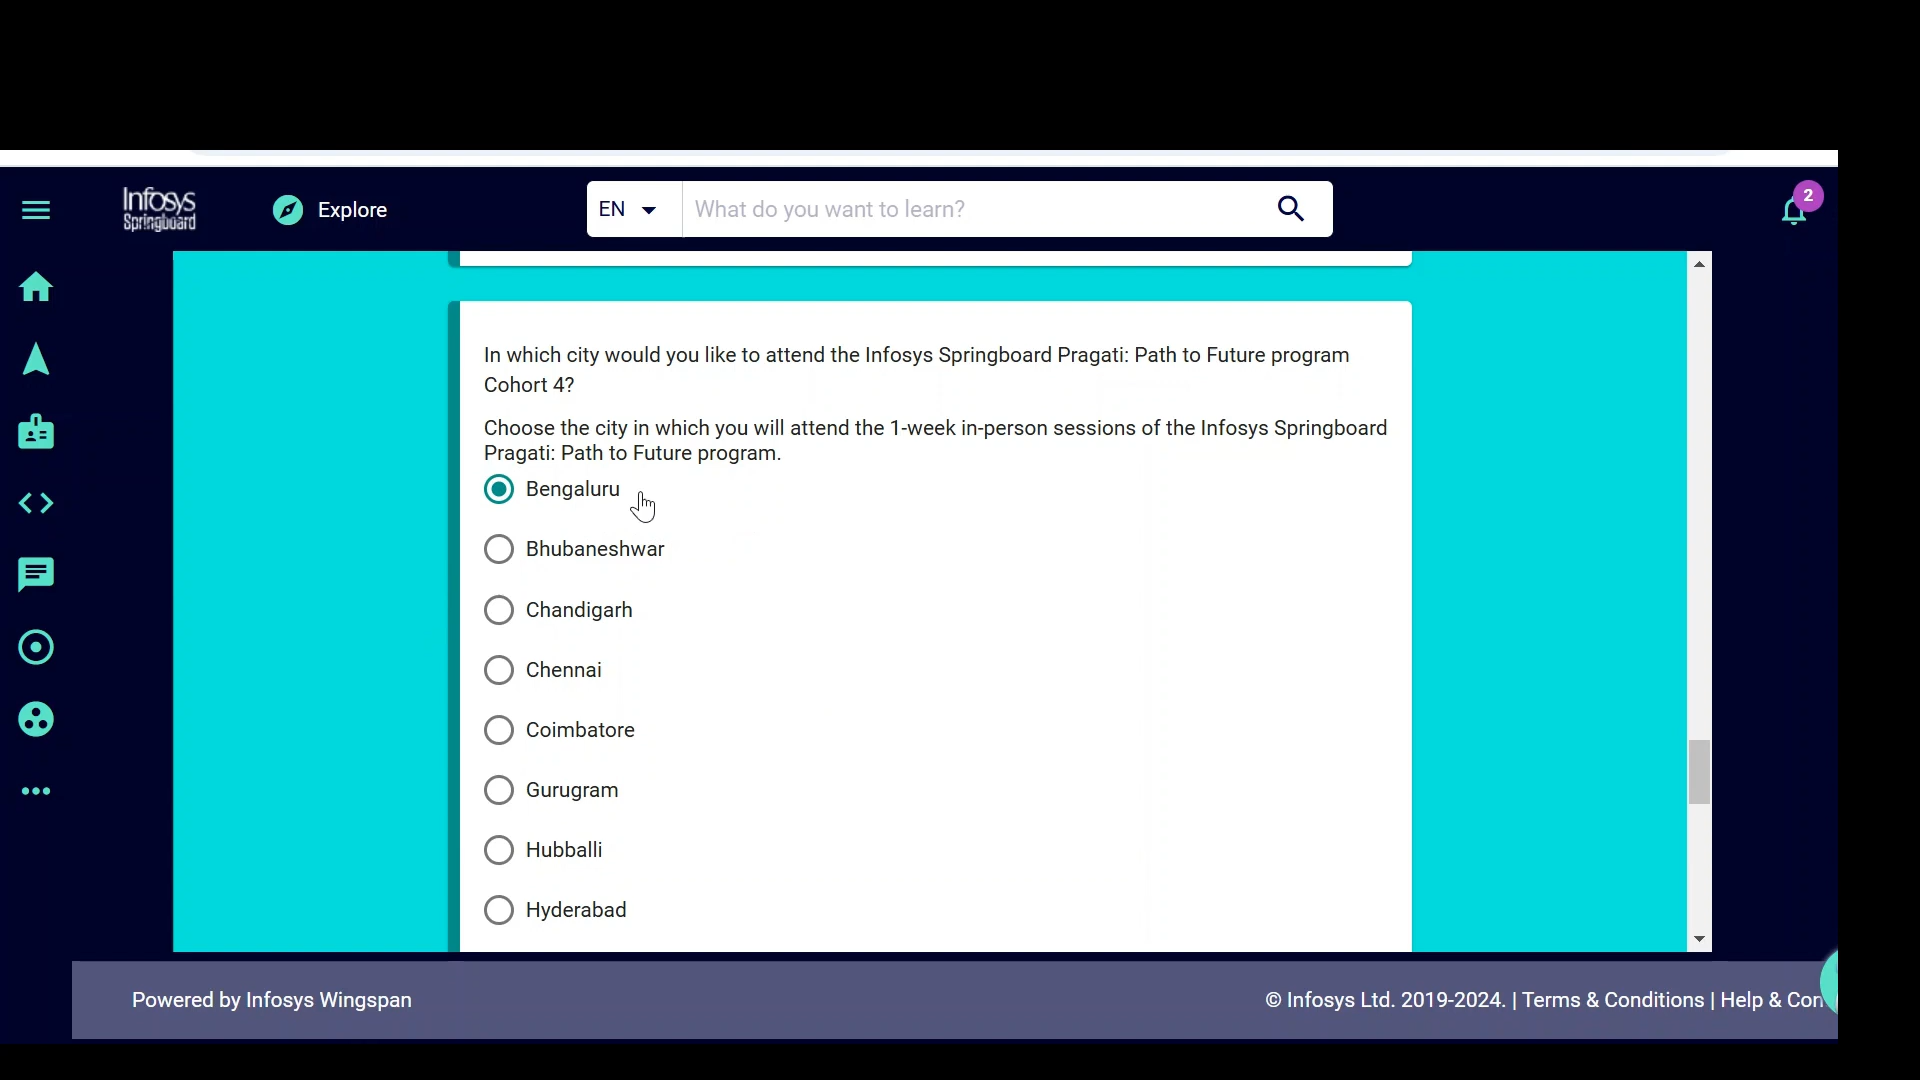 Infosys
Springboard
Explore
EN
What do you want to learn?
2
In which city would you like to attend the Infosys Springboard Pragati: Path to Future program
Cohort 4?
Choose the city in which you will attend the 1-week in-person sessions of the Infosys Springboard
Pragati: Path to Future program.
Bengaluru
Bhubaneshwar
Chandigarh
Chennai
Coimbatore
Gurugram
Hubballi
Hyderabad
Powered by Infosys Wingspan
© Infosys Ltd. 2019-2024. | Terms & Conditions | Help & Con